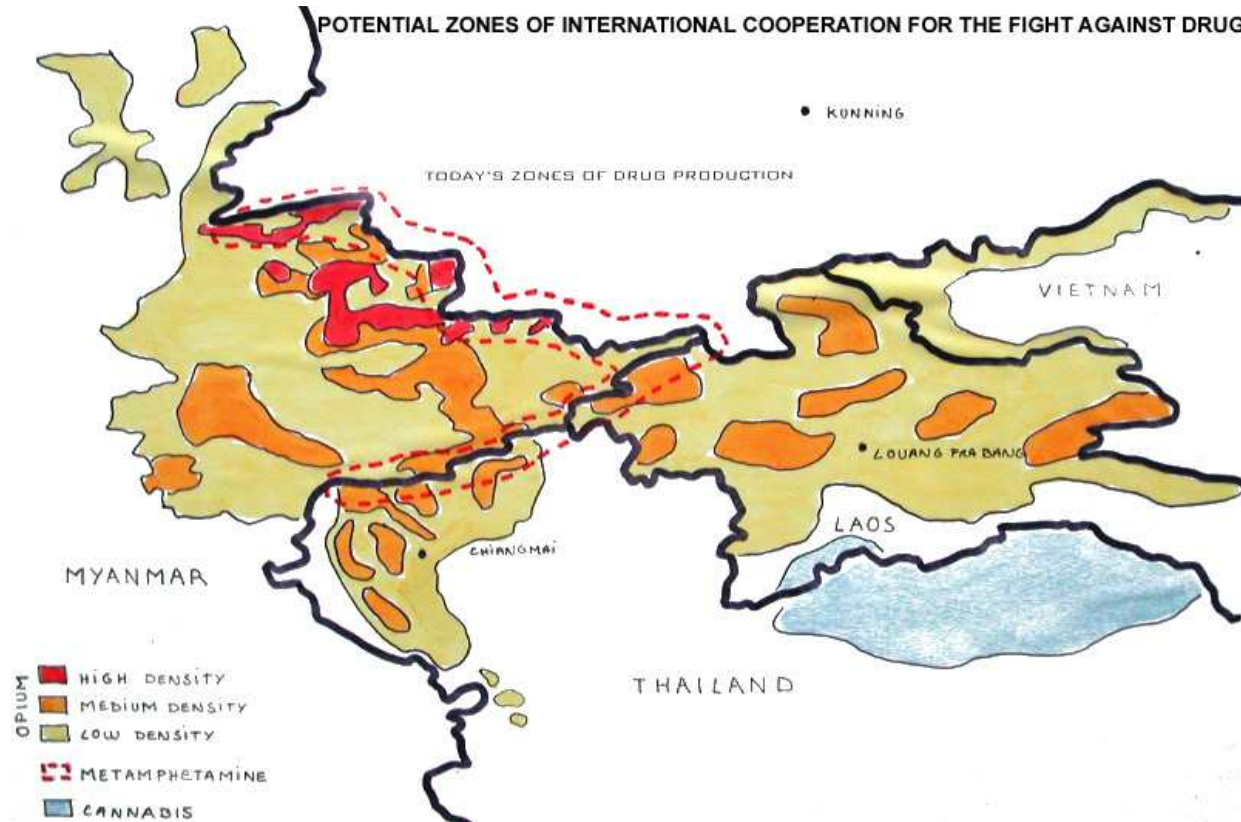 POTENTIAL ZONES OF INTERNATIONAL COOPERATION FOR THE FIGHT AGAINST DRUG
KUNNING
TODAY'S ZONES OF DRUG PRODUCTION
VIETNAM
LOUANG PRA BANG
LAOS
CHIANGMAI
MYANMAR
THAILAND
OPIUM
HIGH DENSITY
MEDIUM DENSITY
LOW DENSITY
METAMPHETAMINE
CANNABIS